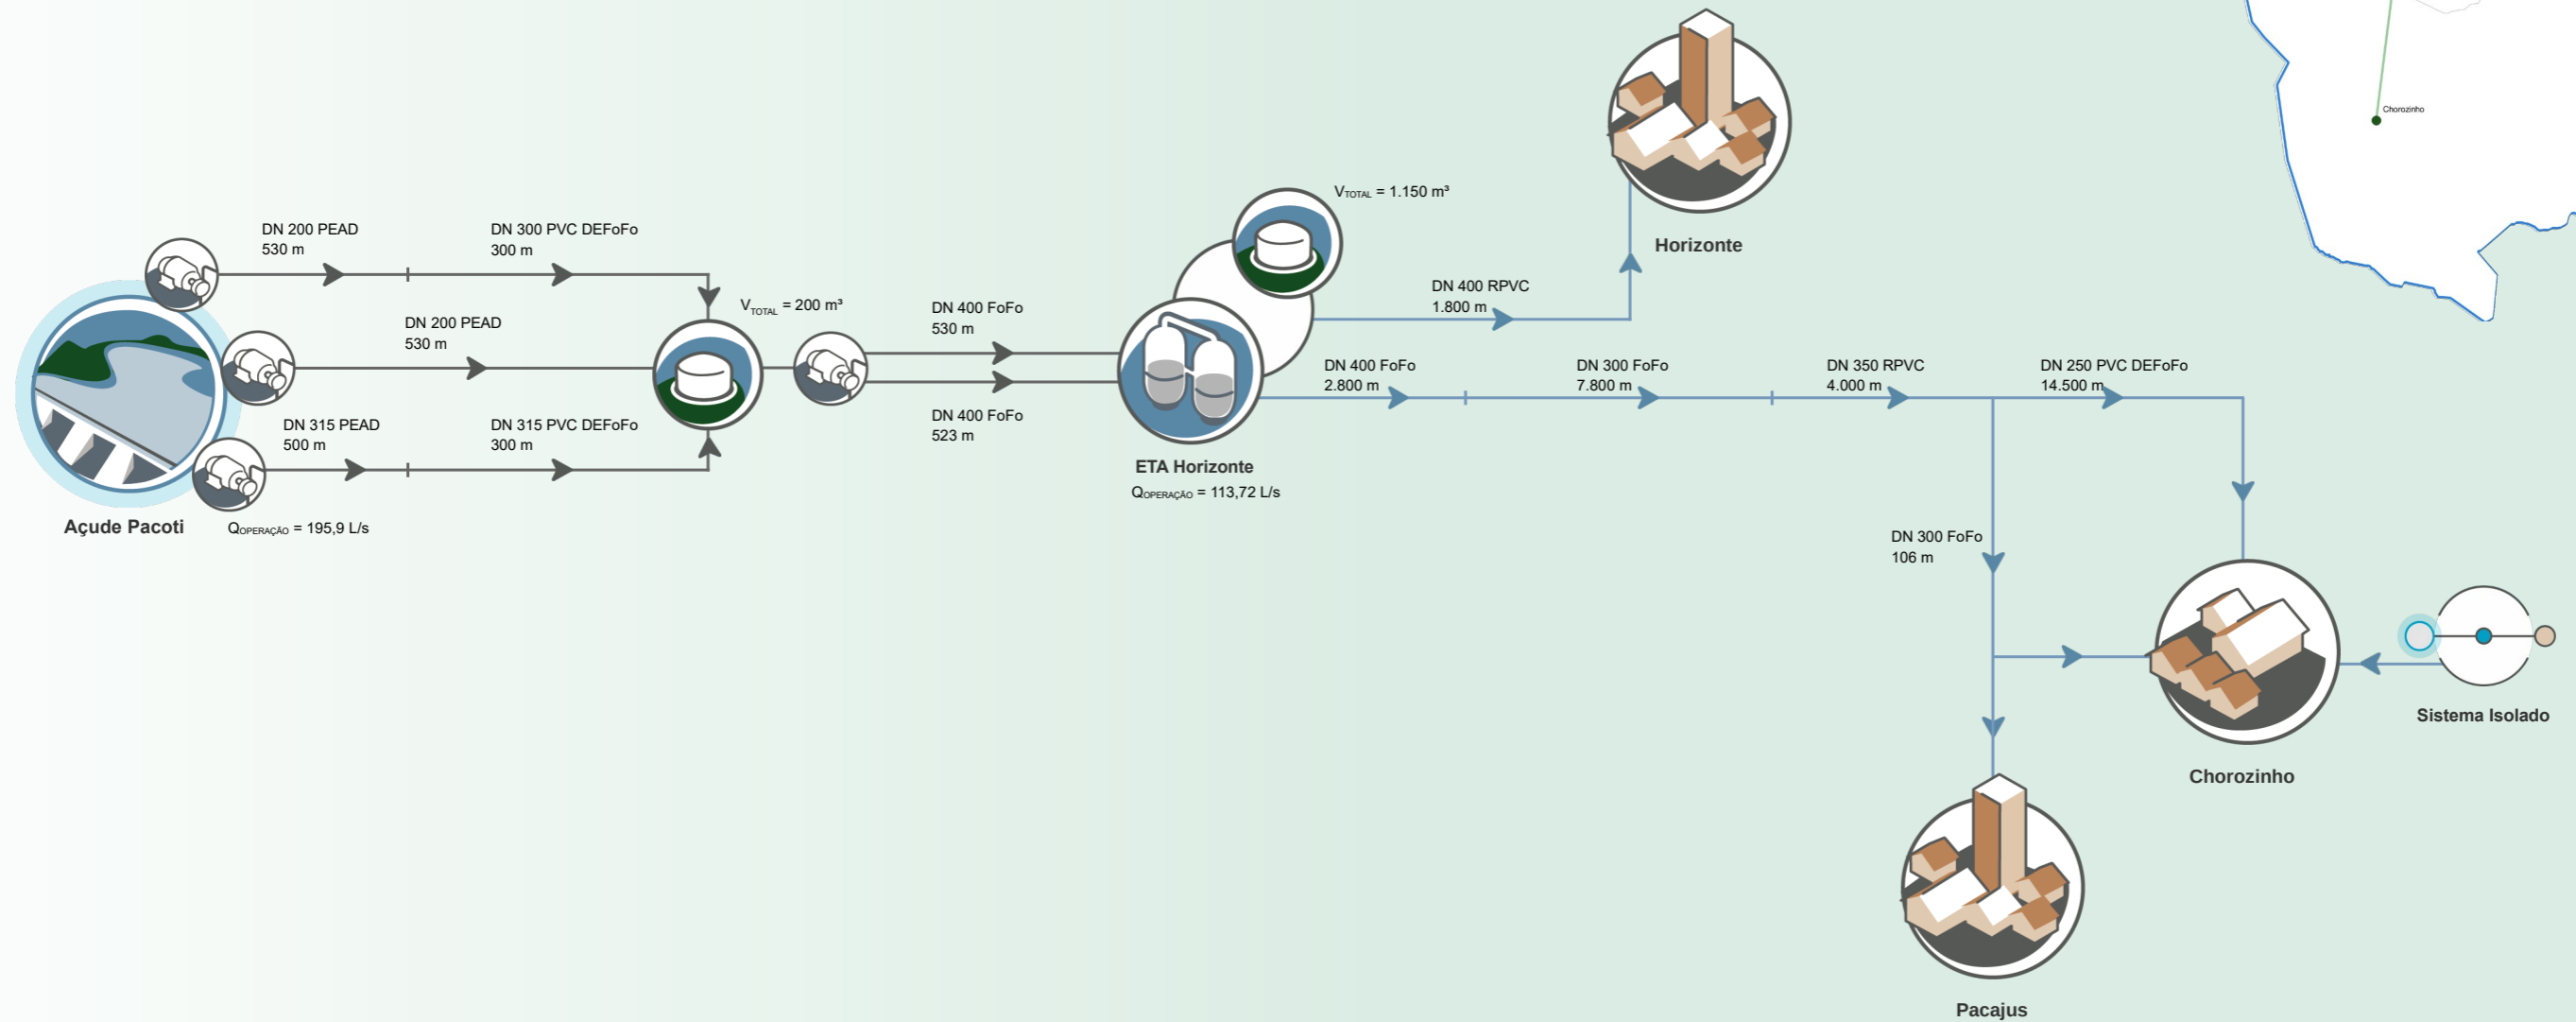 Chorozinho
Horizonte
V TOTAL = 1.150 m³
DN 200 PEAD
530 m
DN 300 PVC DEFoFo
300 m
DN 200 PEAD
530 m
DN 315 PEAD
500 m
DN 315 PVC DEFoFo
300 m
V TOTAL = 200 m³
DN 400 FoFo
530 m
DN 400 FoFo
523 m
Açude Pacoti
QOPERAÇÃO = 195,9 L/s
ETA Horizonte
QOPERAÇÃO = 113,72 L/s
DN 400 RPVC
1.800 m
DN 400 FoFo
2.800 m
DN 300 FoFo
7.800 m
DN 350 RPVC
4.000 m
DN 250 PVC DEFoFo
14.500 m
DN 300 FoFo
106 m
Sistema Isolado
Chorozinho
Pacajus